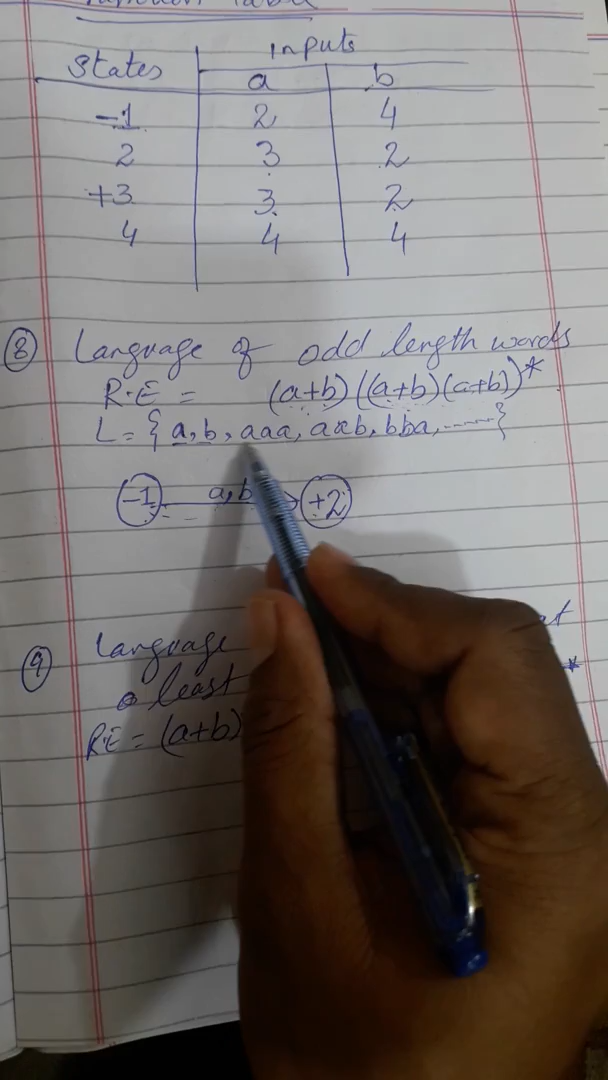 Inputs
States a b
-1 2 4
2 3 2
+3 3 2
4 4 4
8 Language of odd length words
R.E = (a+b)((a+b)(a+b))*
L = {a, b, aaa, aab, bba, ......}
-1 a,b +2
9 Language
least *
RE = (a+b)